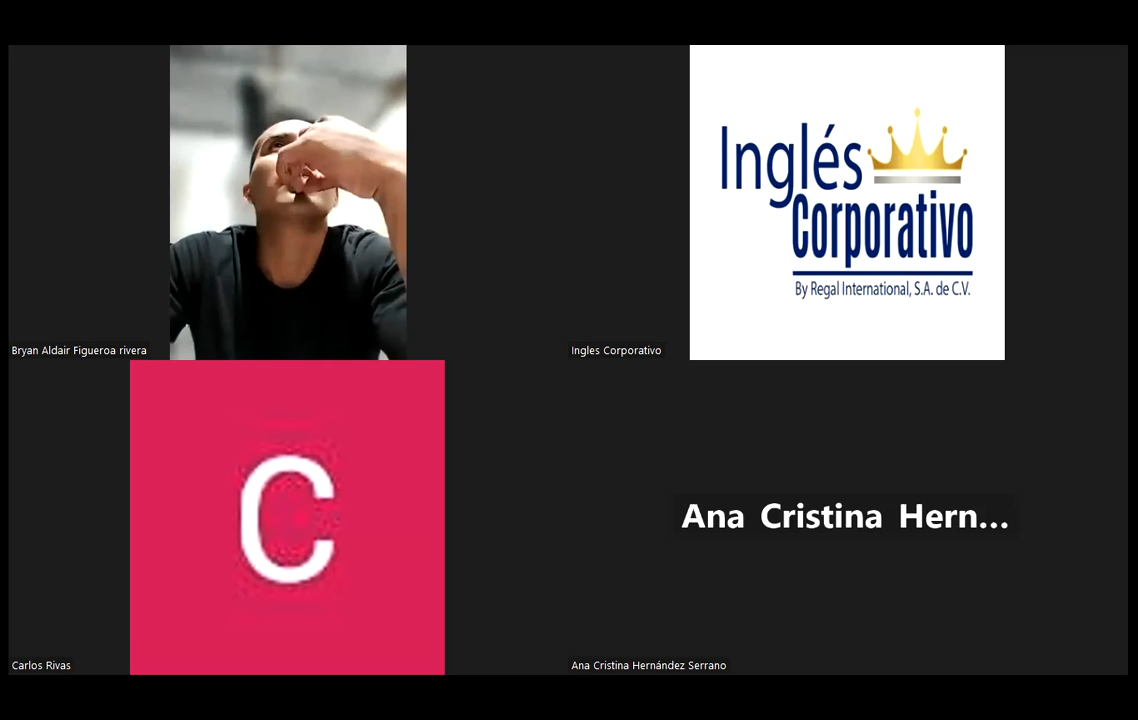 Inglés
Corporativo
By Regal International, S.A. de C.V.
Bryan Aldair Figueroa rivera
Ingles Corporativo
C
Ana Cristina Hern...
Carlos Rivas
Ana Cristina Hernández Serrano